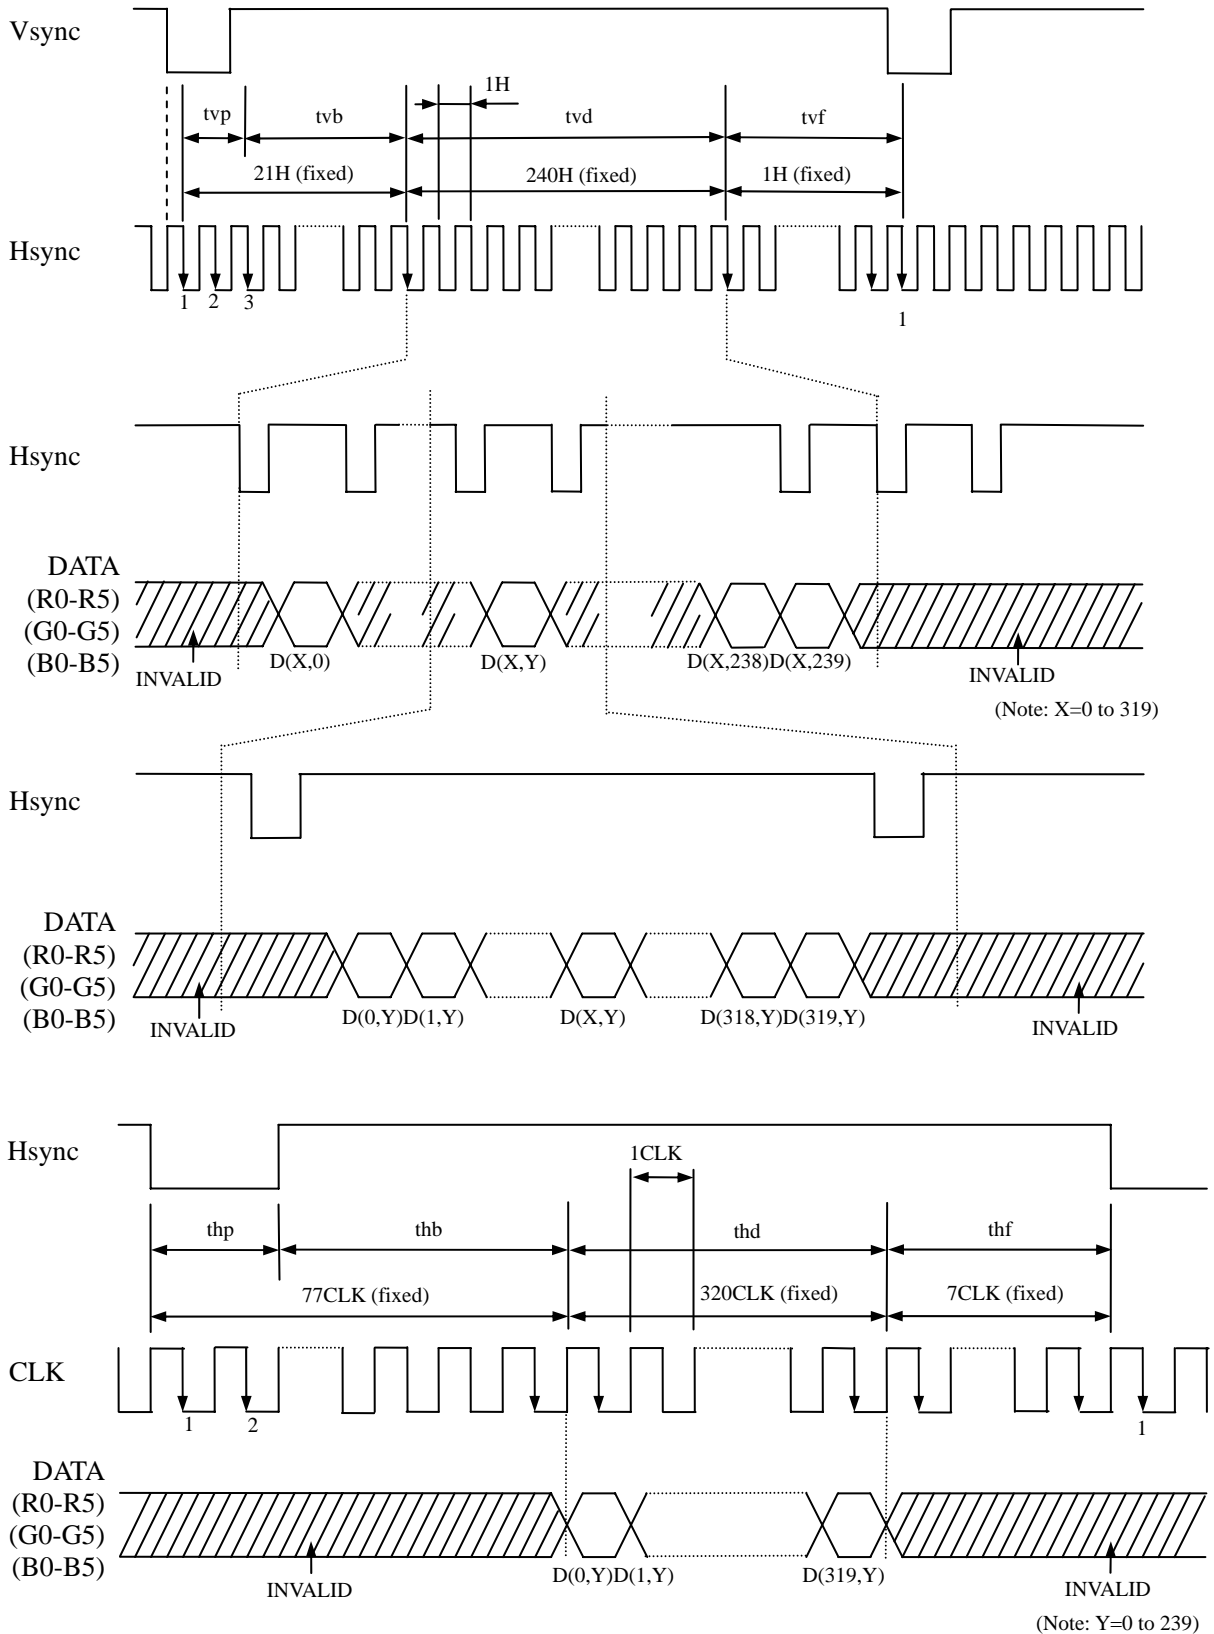 Vsync
1H
tvp
tvb
tvd
tvf
21H (fixed)
240H (fixed)
1H (fixed)
Hsync
1
2
3
1
Hsync
DATA
(R0-R5)
(G0-G5)
(B0-B5)
INVALID
D(X,0)
D(X,Y)
D(X,238)D(X,239)
INVALID
(Note: X=0 to 319)
Hsync
DATA
(R0-R5)
(G0-G5)
(B0-B5)
INVALID
D(0,Y)D(1,Y)
D(X,Y)
D(318,Y)D(319,Y)
INVALID
Hsync
1CLK
thp
thb
thd
thf
77CLK (fixed)
320CLK (fixed)
7CLK (fixed)
CLK
1
2
1
DATA
(R0-R5)
(G0-G5)
(B0-B5)
INVALID
D(0,Y)D(1,Y)
D(319,Y)
INVALID
(Note: Y=0 to 239)